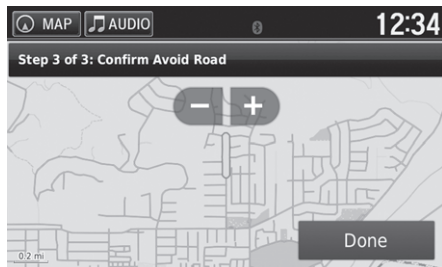 MAP AUDIO 12:34
Step 3 of 3: Confirm Avoid Road
− +
Done
0.2 mi